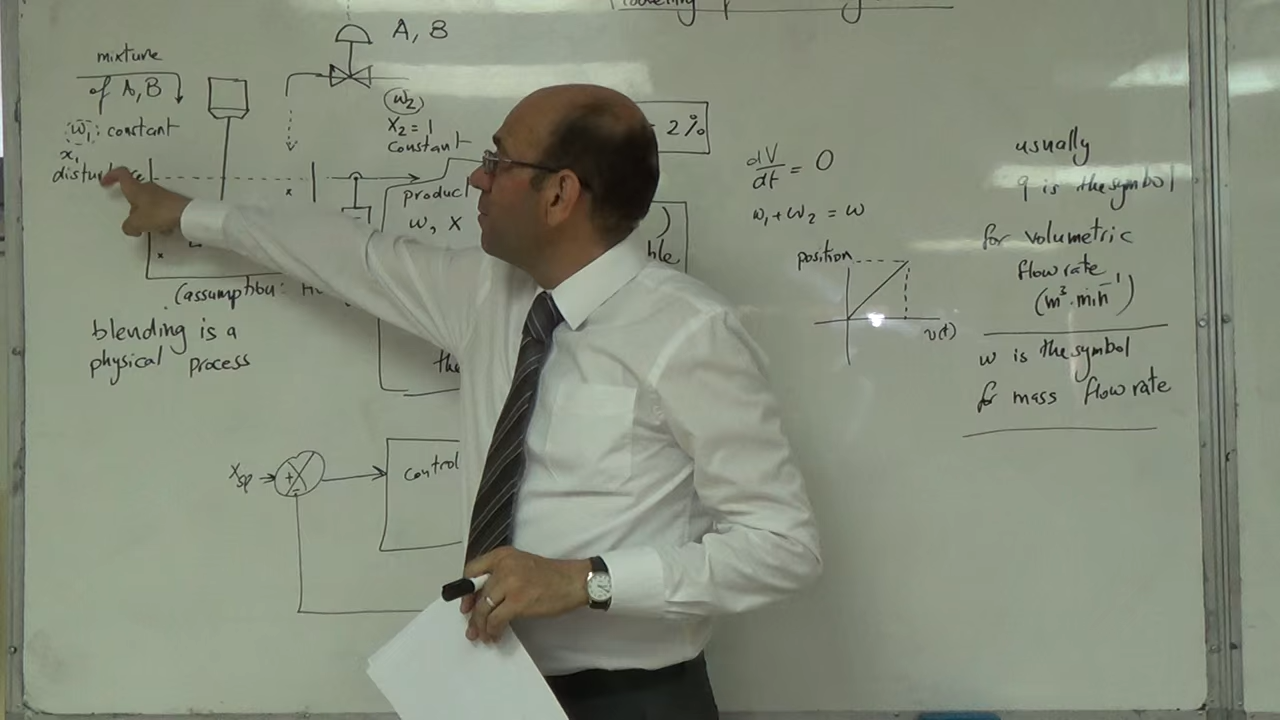 A, B
mixture
of A, B
w̄₁ : constant
x₁
w₂
x₂ = 1
constant
product
w, x
2%
dV/dt = 0
w₁ + w₂ = w
position
v(t)
(assumption:
blending is a
physical process
x_sp
+
-
control
usually
q is the symbol
for volumetric
flow rate
(m³. min⁻¹)
w is the symbol
for mass flow rate